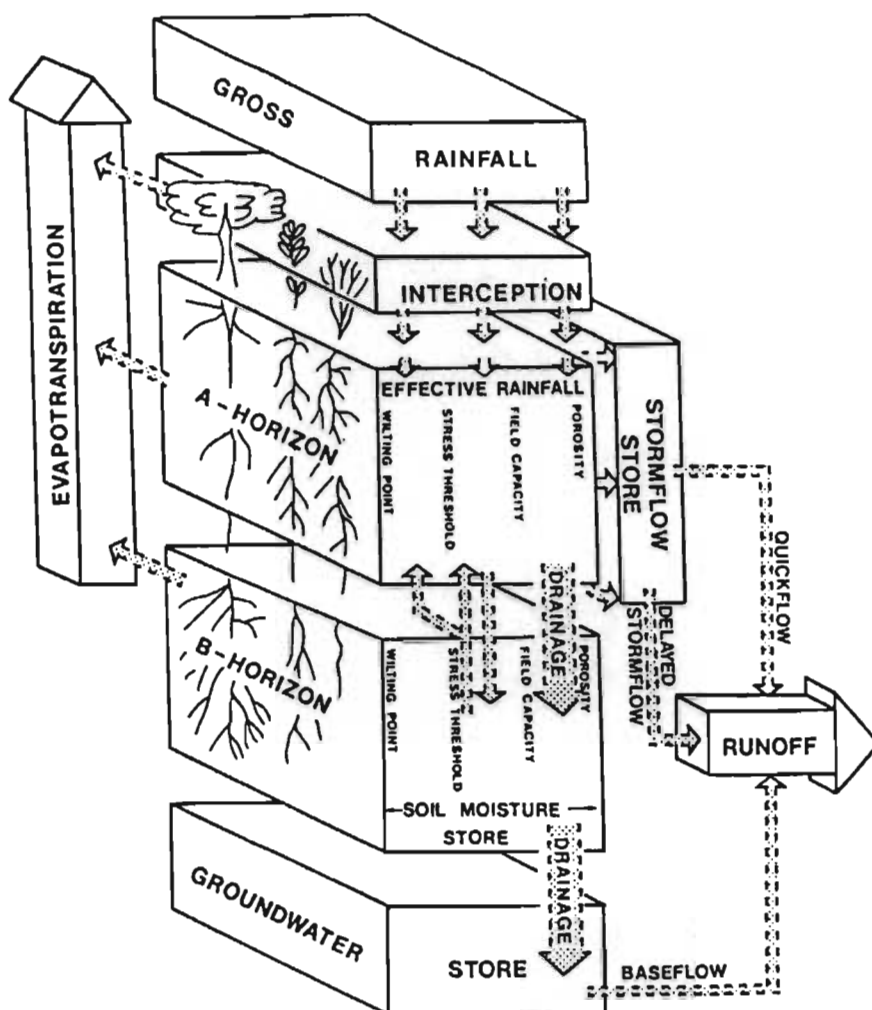 GROSS
RAINFALL
INTERCEPTION
EVAPOTRANSPIRATION
A-HORIZON
EFFECTIVE RAINFALL
WILTING POINT
STRESS THRESHOLD
FIELD CAPACITY
POROSITY
STORMFLOW
STORE
DRAINAGE
QUICKFLOW
DELAYED
STORMFLOW
B-HORIZON
WILTING POINT
STRESS THRESHOLD
FIELD CAPACITY
POROSITY
RUNOFF
SOIL MOISTURE
STORE
DRAINAGE
GROUNDWATER
STORE
BASEFLOW